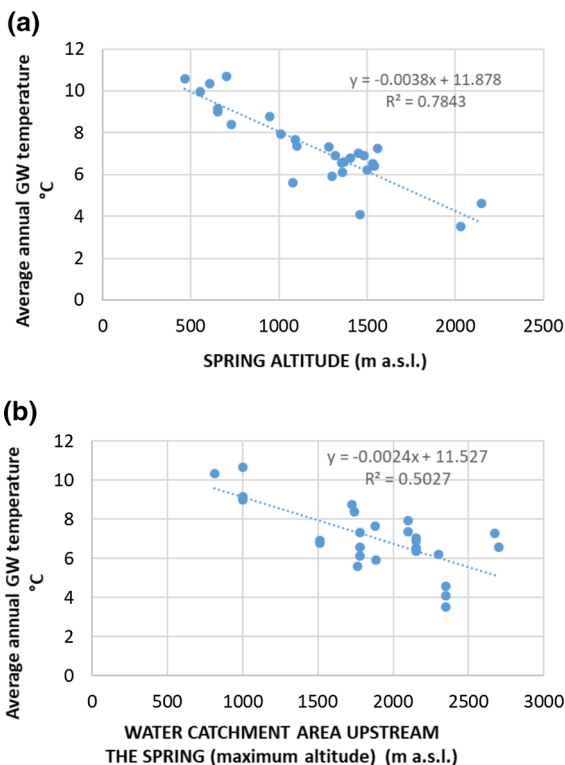 (a)
12
10
8
6
4
2
0
y = -0.0038x + 11.878
R² = 0.7843
Average annual GW temperature
°C
0 500 1000 1500 2000 2500
SPRING ALTITUDE (m a.s.l.)
(b)
12
10
8
6
4
2
0
y = -0.0024x + 11.527
R² = 0.5027
Average annual GW temperature
°C
0 500 1000 1500 2000 2500 3000
WATER CATCHMENT AREA UPSTREAM
THE SPRING (maximum altitude) (m a.s.l.)